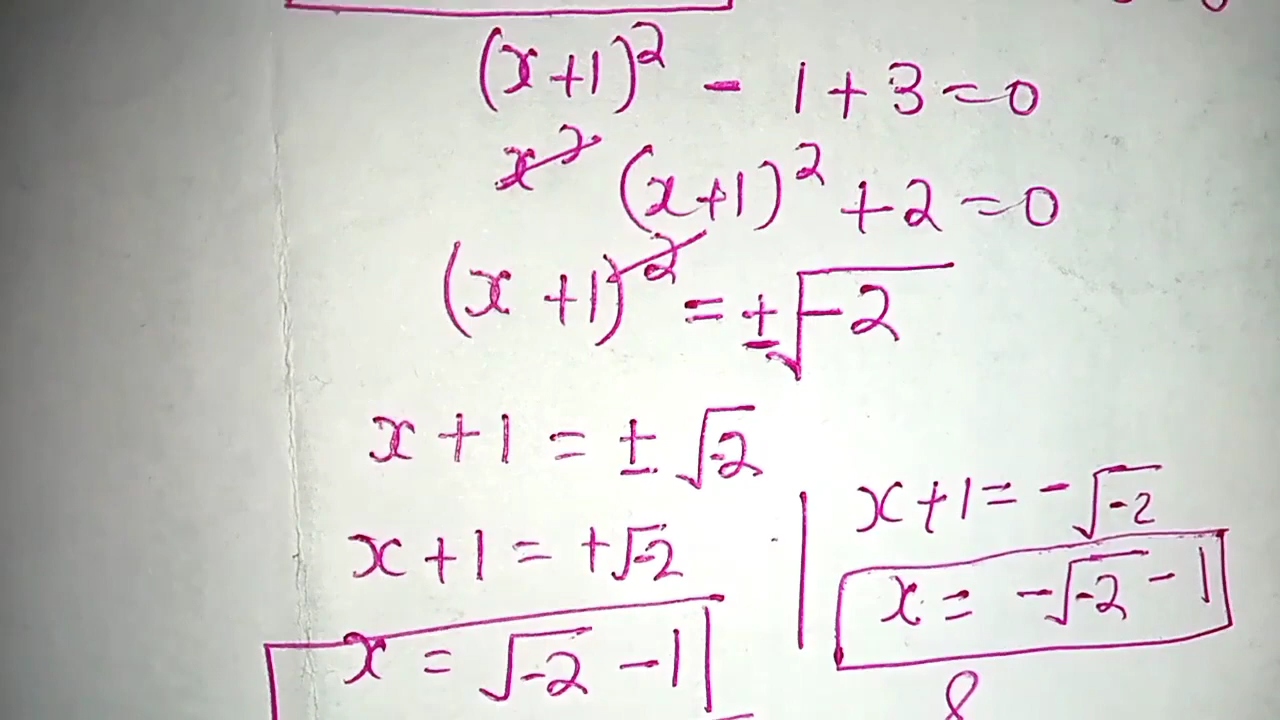 (x+1)² - 1+3=0
x² (x+1)² +2=0
(x+1)² = ±√-2
x+1 = ±√-2
x+1 = +√-2
x = √-2 -1
x+1= -√-2
x = -√-2 -1
8